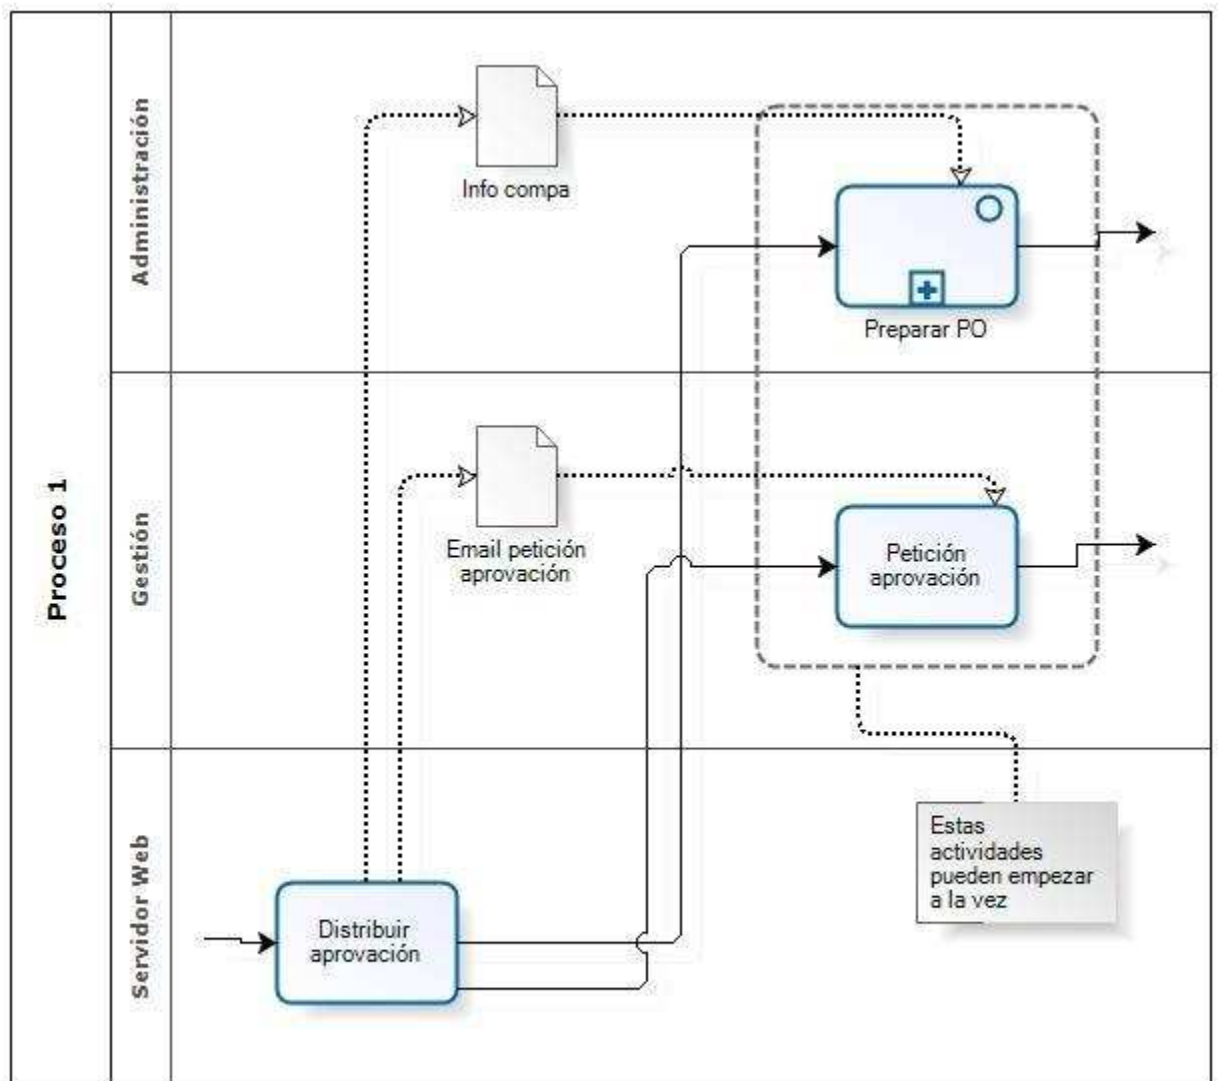 Proceso 1
Administración
Info compa
Preparar PO
Gestión
Email petición
aprovación
Petición
aprovación
Servidor Web
Distribuir
aprovación
Estas
actividades
pueden empezar
a la vez